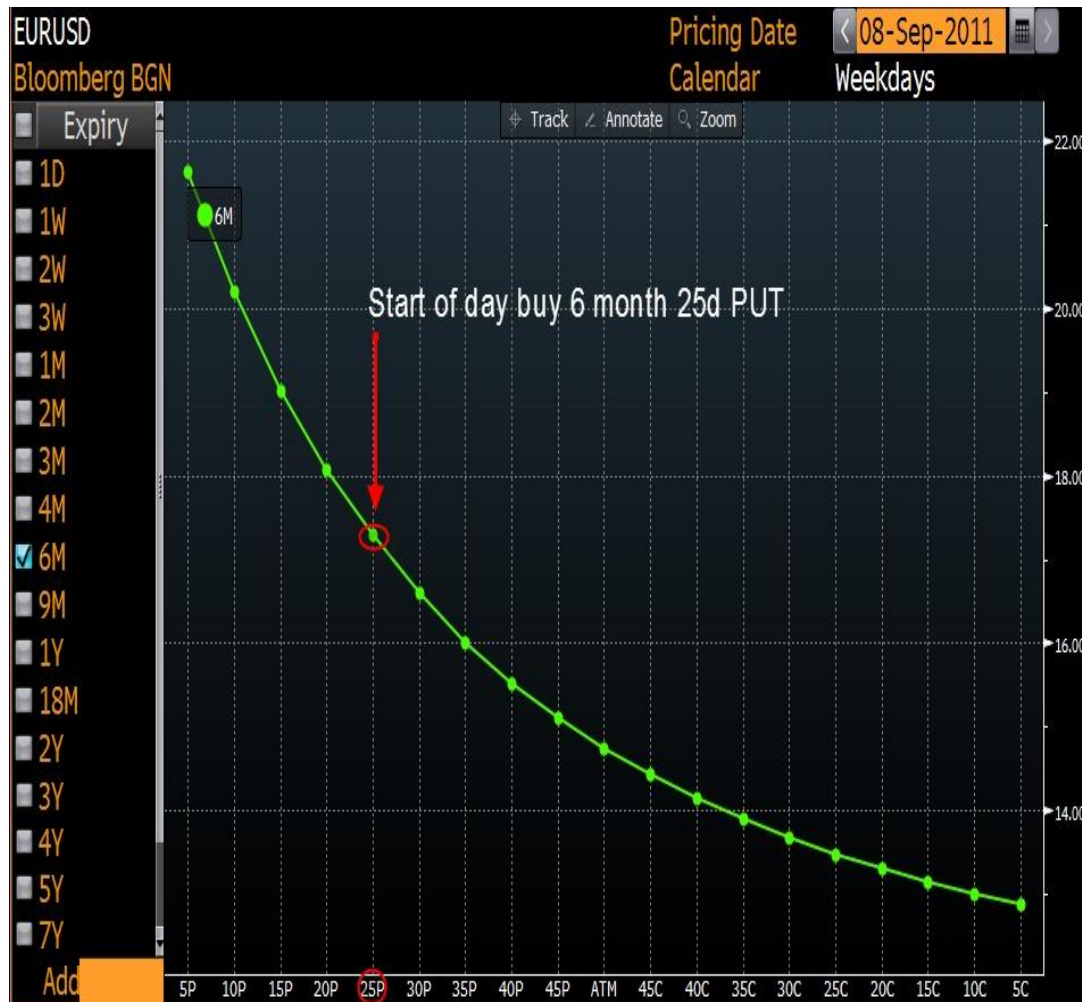 EURUSD Pricing Date 08-Sep-2011
Bloomberg BGN Calendar Weekdays
Expiry
Track Annotate Zoom
22.00
1D
1W
6M
2W
Start of day buy 6 month 25d PUT
20.00
3W
1M
2M
3M
18.00
4M
6M
9M
1Y
16.00
18M
2Y
3Y
14.00
4Y
5Y
7Y
Add
5P 10P 15P 20P 25P 30P 35P 40P 45P ATM 45C 40C 35C 30C 25C 20C 15C 10C 5C